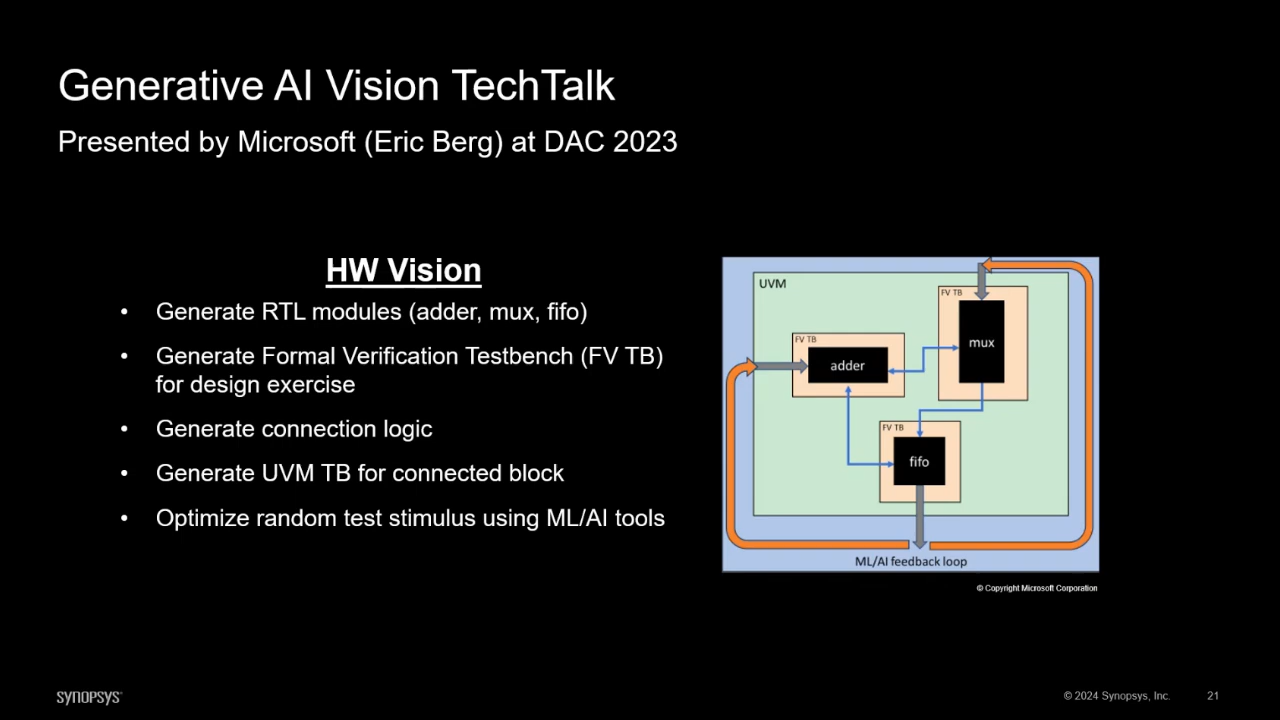 Generative AI Vision TechTalk
Presented by Microsoft (Eric Berg) at DAC 2023
HW Vision
• Generate RTL modules (adder, mux, fifo)
• Generate Formal Verification Testbench (FV TB)
for design exercise
• Generate connection logic
• Generate UVM TB for connected block
• Optimize random test stimulus using ML/AI tools
UVM
FV TB
mux
FV TB
adder
FV TB
fifo
ML/AI feedback loop
© Copyright Microsoft Corporation
SYNOPSYS®
© 2024 Synopsys, Inc.
21